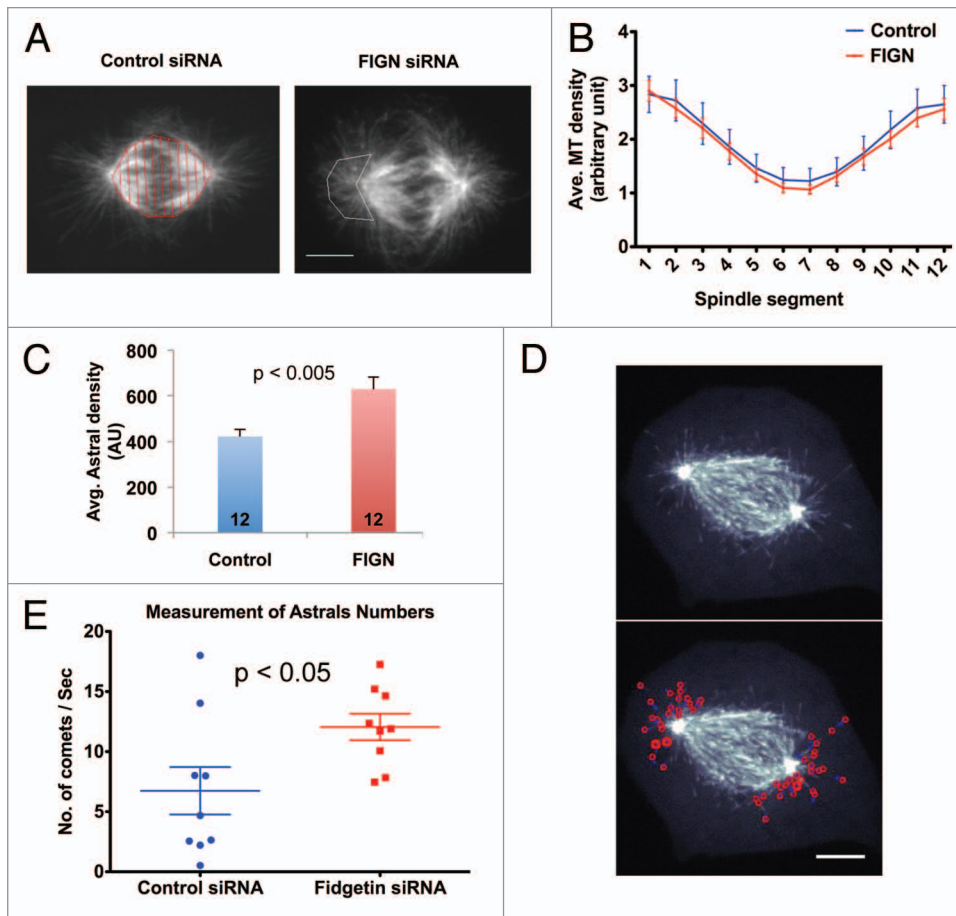 A
Control siRNA
FIGN siRNA
B
Ave. MT density
(arbitrary unit)
4
3
2
1
0
Control
FIGN
1 2 3 4 5 6 7 8 9 10 11 12
Spindle segment
C
Avg. Astral density
(AU)
800
600
400
200
0
p < 0.005
12
12
Control
FIGN
D
E
Measurement of Astrals Numbers
No. of comets / Sec
20
15
10
5
0
p < 0.05
Control siRNA
Fidgetin siRNA